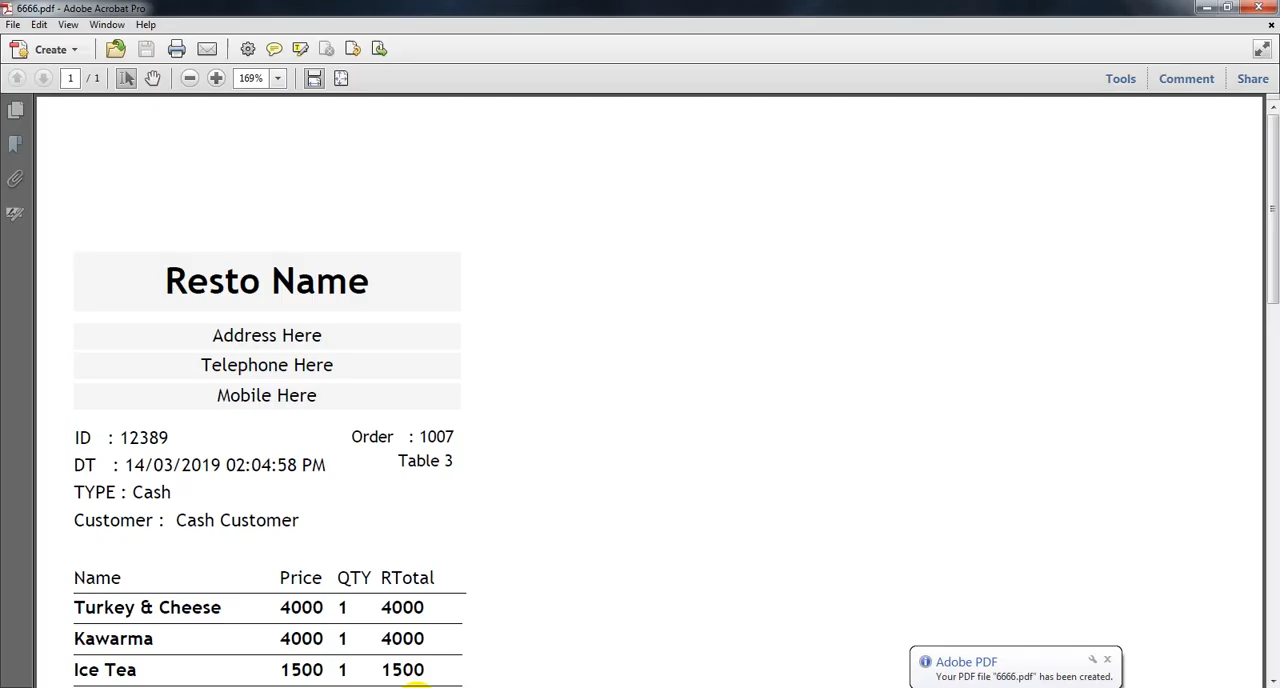 6666.pdf - Adobe Acrobat Pro
File Edit View Window Help
Create
1 / 1 169% Tools Comment Share
Resto Name
Address Here
Telephone Here
Mobile Here
ID : 12389 Order : 1007
DT : 14/03/2019 02:04:58 PM Table 3
TYPE : Cash
Customer : Cash Customer
Name Price QTY RTotal
Turkey & Cheese 4000 1 4000
Kawarma 4000 1 4000
Ice Tea 1500 1 1500
Adobe PDF
Your PDF file "6666.pdf" has been created.